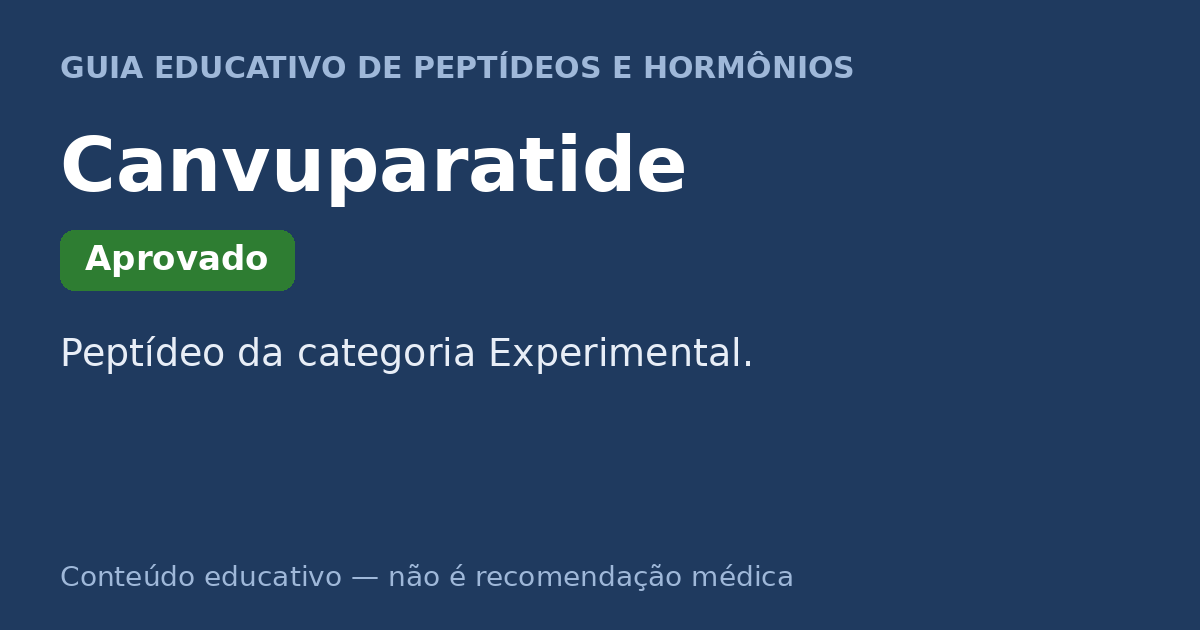 GUIA EDUCATIVO DE PEPTÍDEOS E HORMÔNIOS
Canvuparatide
Aprovado
Peptídeo da categoria Experimental.
Conteúdo educativo — não é recomendação médica